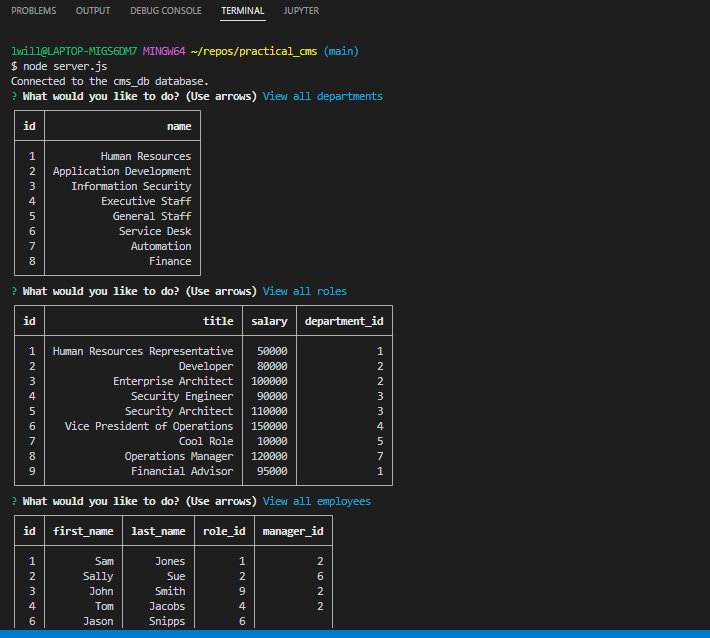 PROBLEMS OUTPUT DEBUG CONSOLE TERMINAL JUPYTER
lwill@LAPTOP-MIGS6DM7 MINGW64 ~/repos/practical_cms (main)
$ node server.js
Connected to the cms_db database.
? What would you like to do? (Use arrows) View all departments
id name
1 Human Resources
2 Application Development
3 Information Security
4 Executive Staff
5 General Staff
6 Service Desk
7 Automation
8 Finance
? What would you like to do? (Use arrows) View all roles
id title salary department_id
1 Human Resources Representative 50000 1
2 Developer 80000 2
3 Enterprise Architect 100000 2
4 Security Engineer 90000 3
5 Security Architect 110000 3
6 Vice President of Operations 150000 4
7 Cool Role 10000 5
8 Operations Manager 120000 7
9 Financial Advisor 95000 1
? What would you like to do? (Use arrows) View all employees
id first_name last_name role_id manager_id
1 Sam Jones 1 2
2 Sally Sue 2 6
3 John Smith 9 2
4 Tom Jacobs 4 2
6 Jason Snipps 6